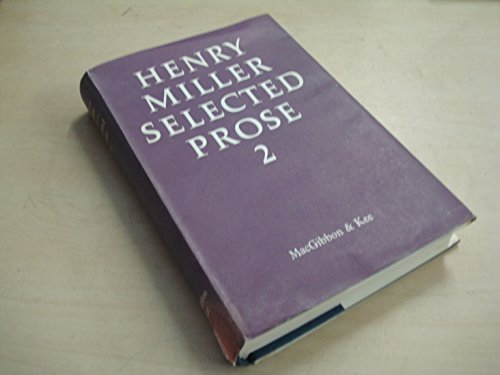 HENRY
MILLER
SELECTED
PROSE
2
MacGibbon & Kee